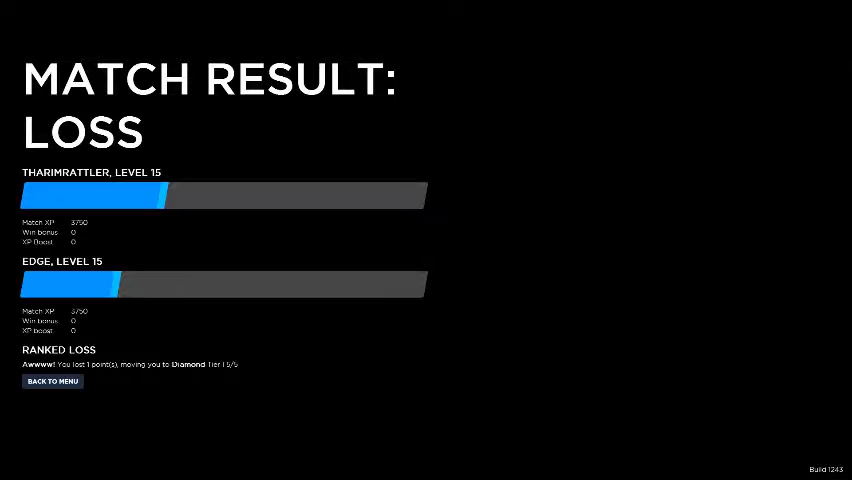 MATCH RESULT:
LOSS
THARIMRATTLER, LEVEL 15
Match XP 3750
Win bonus 0
XP Boost 0
EDGE, LEVEL 15
Match XP 3750
Win bonus 0
XP boost 0
RANKED LOSS
Awwww! You lost 1 point(s), moving you to Diamond Tier 1 5/5
BACK TO MENU
Build 1243